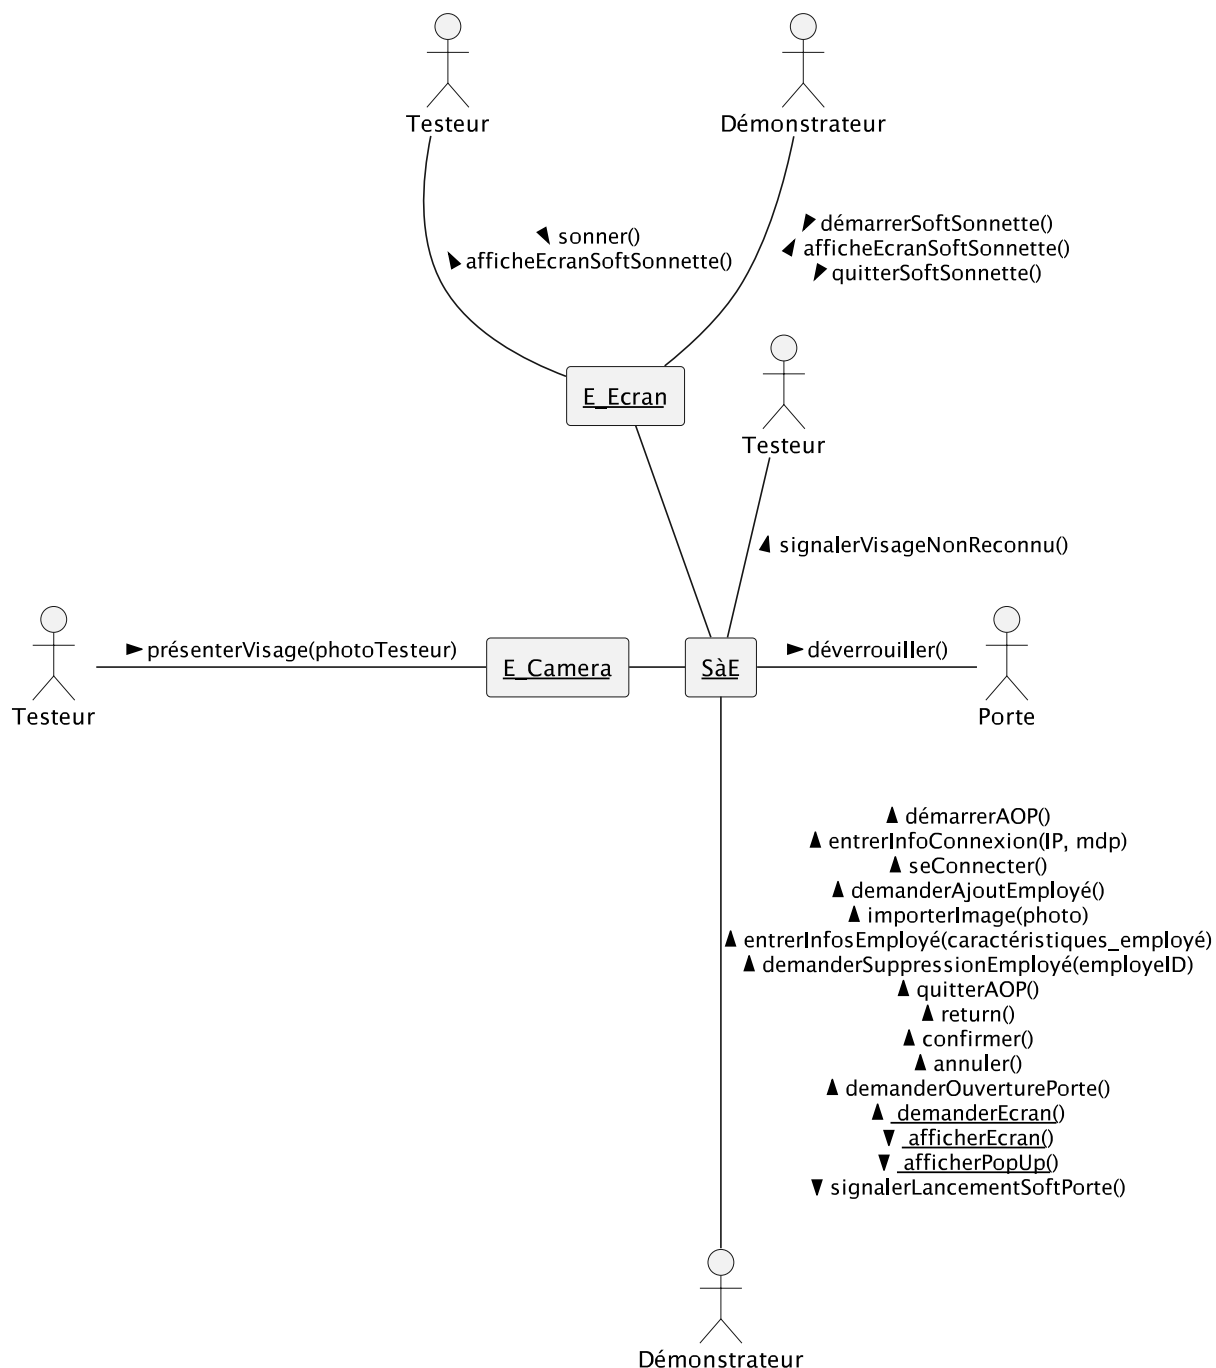 Testeur
Démonstrateur
sonner()
afficheEcranSoftSonnette()
démarrerSoftSonnette()
afficheEcranSoftSonnette()
quitterSoftSonnette()
E_Ecran
Testeur
signalerVisageNonReconnu()
Testeur
présenterVisage(photoTesteur)
E_Camera
SàE
déverrouiller()
Porte
démarrerAOP()
entrerInfoConnexion(IP, mdp)
seConnecter()
demanderAjoutEmployé()
importerImage(photo)
entrerInfosEmployé(caractéristiques_employé)
demanderSuppressionEmployé(employeID)
quitterAOP()
return()
confirmer()
annuler()
demanderOuverturePorte()
demanderEcran()
afficherEcran()
afficherPopUp()
signalerLancementSoftPorte()
Démonstrateur